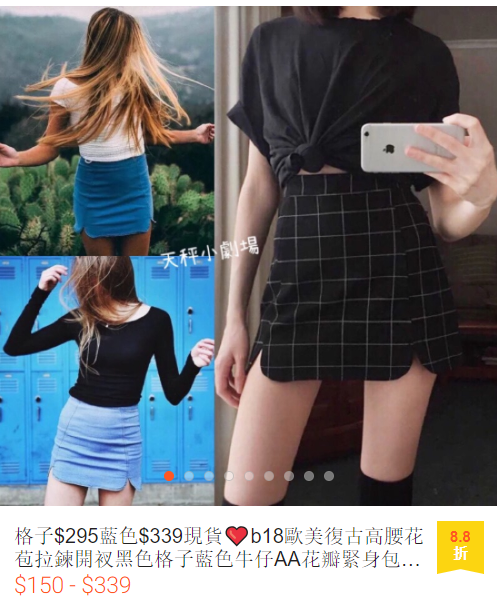 天秤小劇場
格子$295藍色$339現貨❤️b18歐美復古高腰花
苞拉鍊開衩黑色格子藍色牛仔AA花瓣緊身包…
8.8
折
$150 - $339